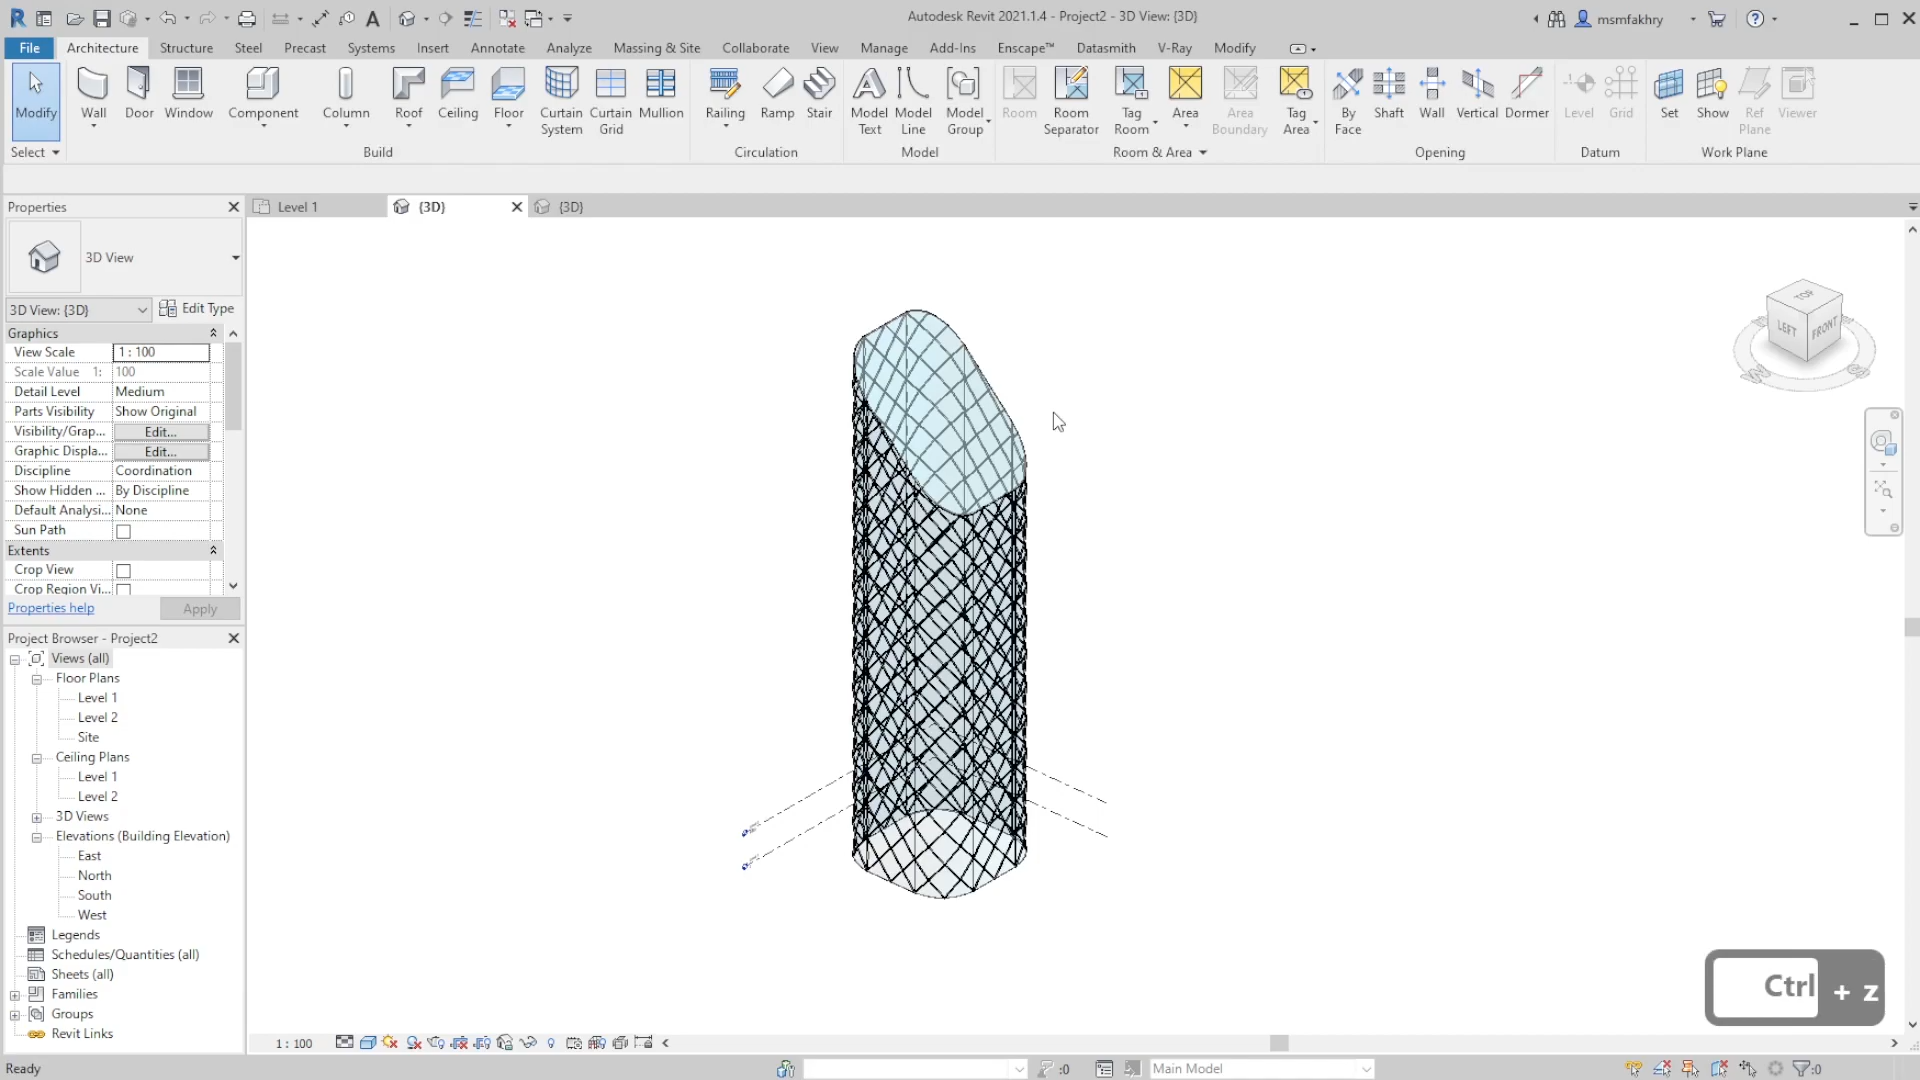 Autodesk Revit 2021.1.4 - Project2 - 3D View: {3D}
msmfakhry
File Architecture Structure Steel Precast Systems Insert Annotate Analyze Massing & Site Collaborate View Manage Add-Ins Enscape™ Datasmith V-Ray Modify
Modify Wall Door Window Component Column Roof Ceiling Floor Curtain System Curtain Grid Mullion Railing Ramp Stair Model Text Model Line Model Group Room Room Separator Tag Room Area Area Boundary Tag Area By Face Shaft Wall Vertical Dormer Level Grid Set Show Ref Plane Viewer
Select Build Circulation Model Room & Area Opening Datum Work Plane
Properties
Level 1
{3D}
{3D}
3D View
3D View: {3D} Edit Type
Graphics
View Scale 1 : 100
Scale Value 1: 100
Detail Level Medium
Parts Visibility Show Original
Visibility/Grap... Edit...
Graphic Displa... Edit...
Discipline Coordination
Show Hidden ... By Discipline
Default Analysi... None
Sun Path
Extents
Crop View
Crop Region Vi...
Properties help Apply
Project Browser - Project2
Views (all)
Floor Plans
Level 1
Level 2
Site
Ceiling Plans
Level 1
Level 2
3D Views
Elevations (Building Elevation)
East
North
South
West
Legends
Schedules/Quantities (all)
Sheets (all)
Families
Groups
Revit Links
TOP
LEFT
FRONT
W
S
Ctrl + z
1 : 100
Ready
:0
Main Model
:0